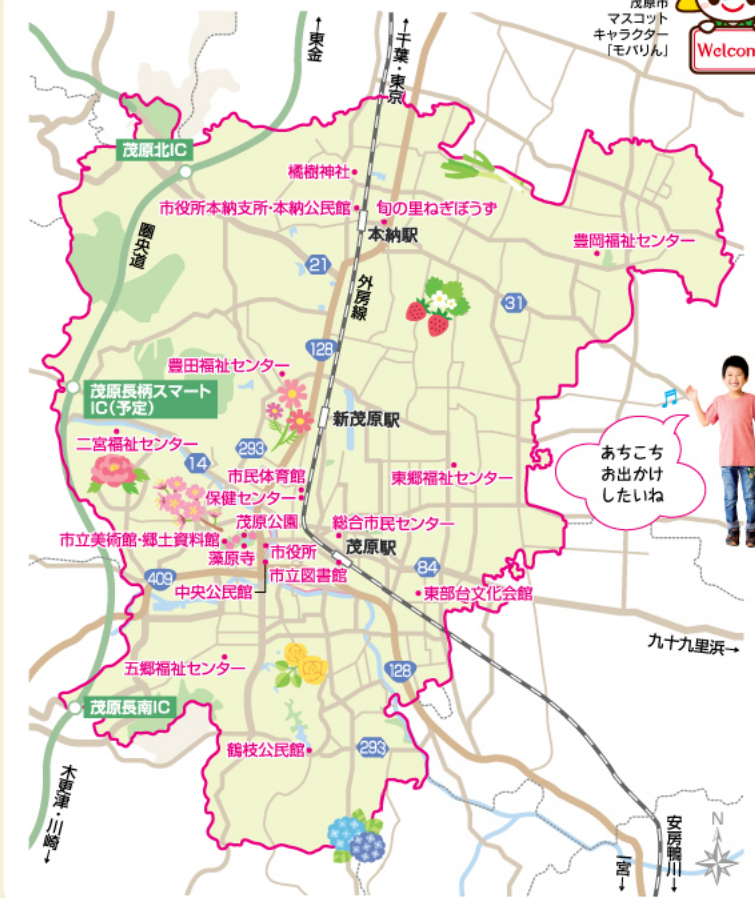 茂原市
マスコット
キャラクター
「モバりん」
Welcom
←東金
←千葉・東京
茂原北IC
橘樹神社
市役所本納支所・本納公民館
旬の里ねぎぼうず
本納駅
豊岡福祉センター
圏央道
21
外房線
31
128
豊田福祉センター
茂原長柄スマート
IC(予定)
新茂原駅
二宮福祉センター
293
14
市民体育館
保健センター
東郷福祉センター
あちこち
お出かけ
したいね
茂原公園
総合市民センター
市立美術館・郷土資料館
藻原寺
市役所
茂原駅
市立図書館
84
409
中央公民館
東部台文化会館
九十九里浜→
五郷福祉センター
128
茂原長南IC
鶴枝公民館
293
木更津・川崎→
安房鴨川→
一宮→
N